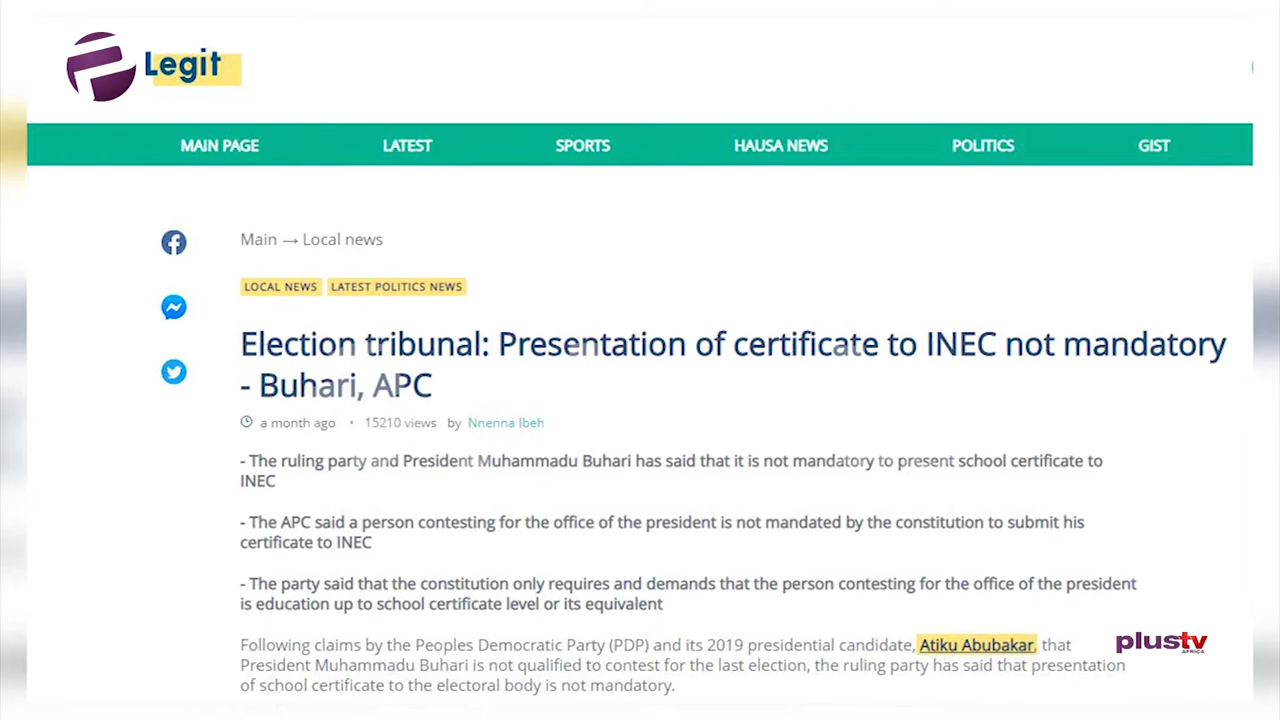 Legit
MAIN PAGE LATEST SPORTS HAUSA NEWS POLITICS GIST
Main → Local news
LOCAL NEWS LATEST POLITICS NEWS
Election tribunal: Presentation of certificate to INEC not mandatory
- Buhari, APC
a month ago • 15210 views by Nnenna Ibeh
- The ruling party and President Muhammadu Buhari has said that it is not mandatory to present school certificate to
INEC
- The APC said a person contesting for the office of the president is not mandated by the constitution to submit his
certificate to INEC
- The party said that the constitution only requires and demands that the person contesting for the office of the president
is education up to school certificate level or its equivalent
Following claims by the Peoples Democratic Party (PDP) and its 2019 presidential candidate, Atiku Abubakar, that
President Muhammadu Buhari is not qualified to contest for the last election, the ruling party has said that presentation
of school certificate to the electoral body is not mandatory.
plustv
AFRICA